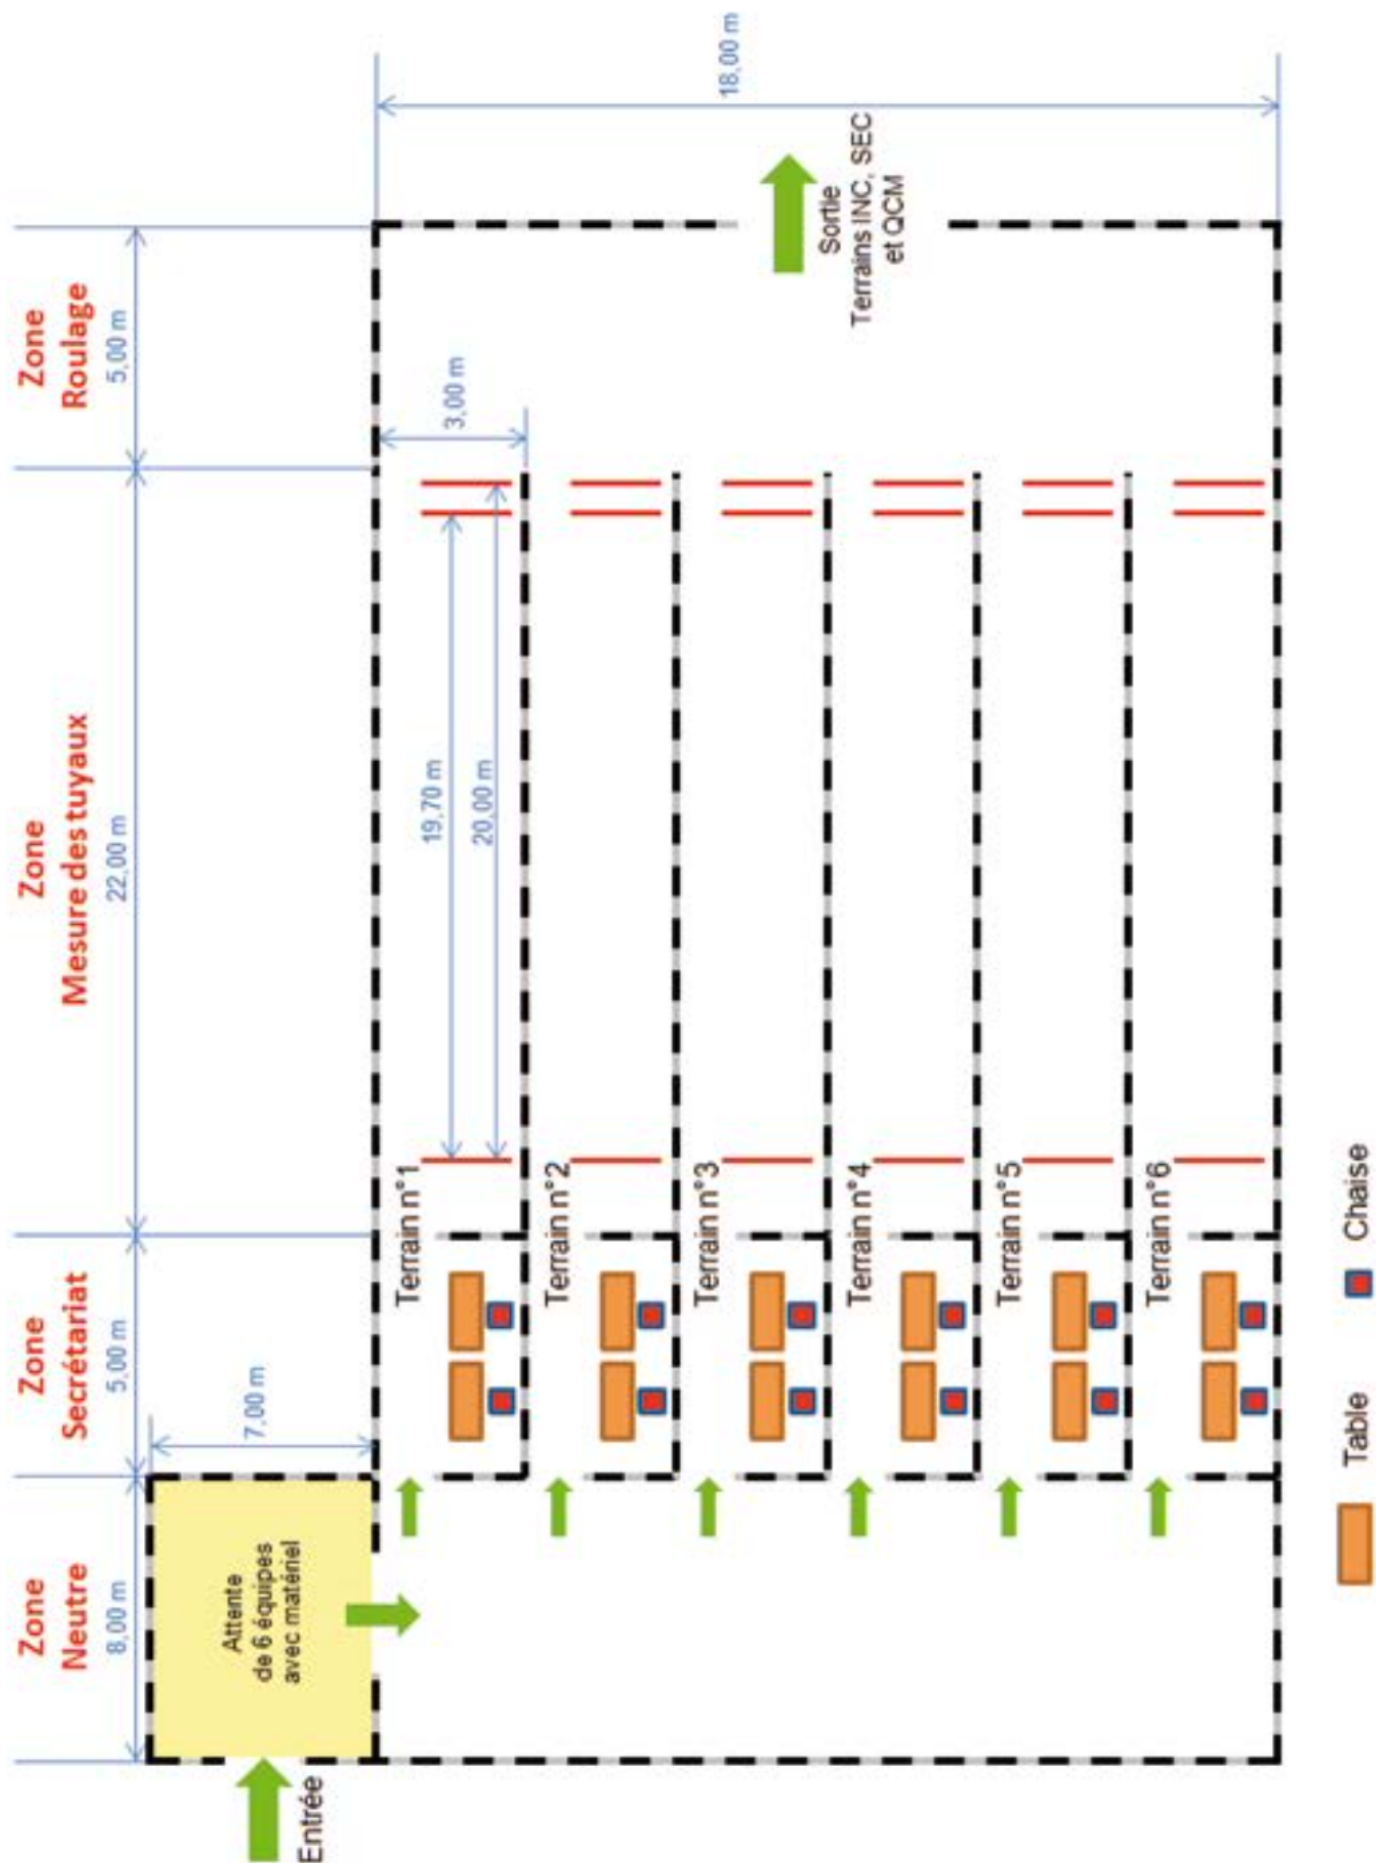 Zone
Neutre
8,00 m
Zone
Secrétariat
5,00 m
Zone
Mesure des tuyaux
22,00 m
Zone
Roulage
5,00 m
7,00 m
Attente
de 6 équipes
avec matériel
Entrée
18,00 m
3,00 m
19,70 m
20,00 m
Terrain n°1
Terrain n°2
Terrain n°3
Terrain n°4
Terrain n°5
Terrain n°6
Sortie
Terrains INC, SEC
et QCM
Table
Chaise